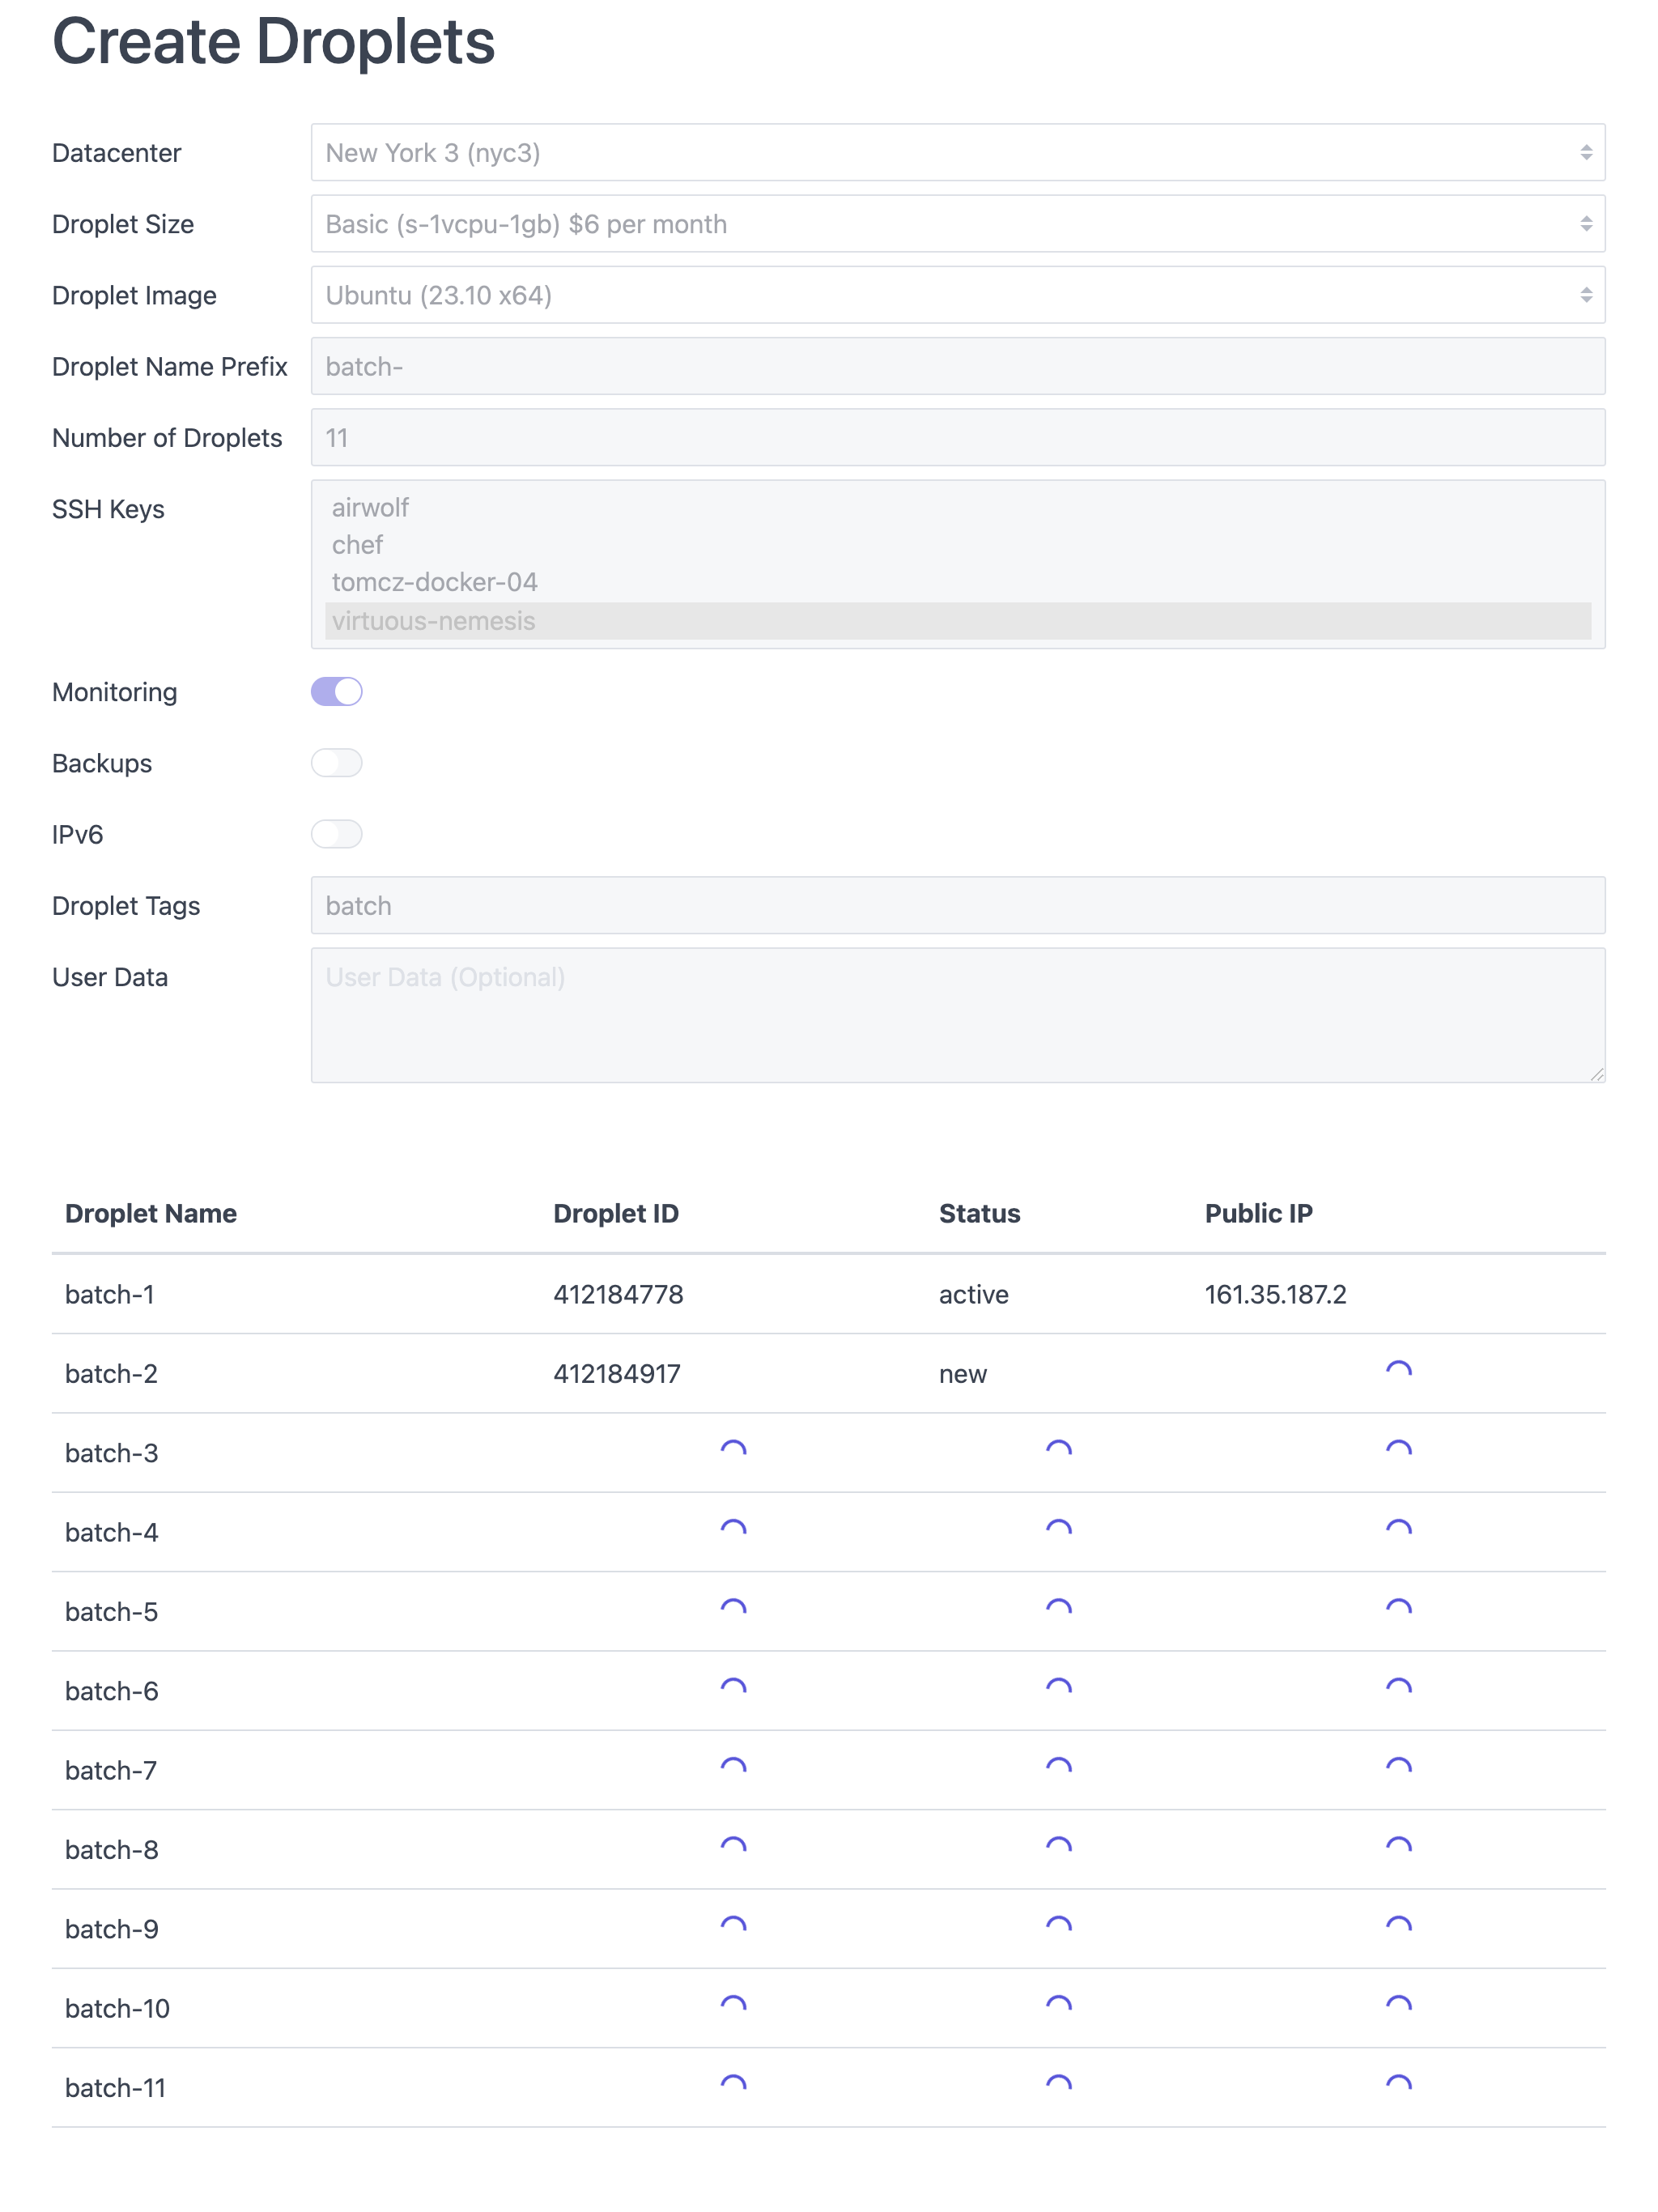 Create Droplets
Datacenter New York 3 (nyc3)
Droplet Size Basic (s-1vcpu-1gb) $6 per month
Droplet Image Ubuntu (23.10 x64)
Droplet Name Prefix batch-
Number of Droplets 11
SSH Keys airwolf
chef
tomcz-docker-04
virtuous-nemesis
Monitoring
Backups
IPv6
Droplet Tags batch
User Data User Data (Optional)
Droplet Name Droplet ID Status Public IP
batch-1 412184778 active 161.35.187.2
batch-2 412184917 new
batch-3
batch-4
batch-5
batch-6
batch-7
batch-8
batch-9
batch-10
batch-11